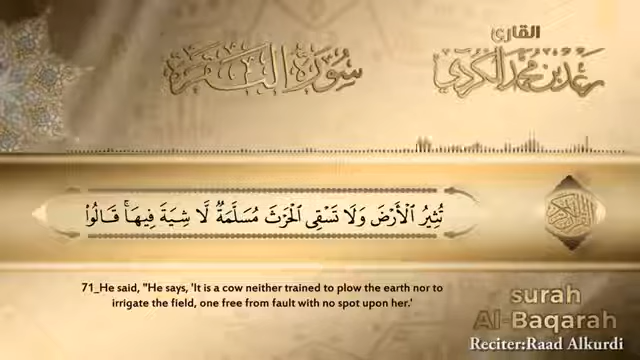 القارئ
سورة البقرة
رعد بن محمد الكردي
تُثِيرُ ٱلْأَرْضَ وَلَا تَسْقِى ٱلْحَرْثَ مُسَلَّمَةٌ لَّا شِيَةَ فِيهَا ۚ قَالُوا۟
القرآن الكريم
71_He said, "He says, 'It is a cow neither trained to plow the earth nor to
irrigate the field, one free from fault with no spot upon her.'
surah
Al-Baqarah
Reciter:Raad Alkurdi